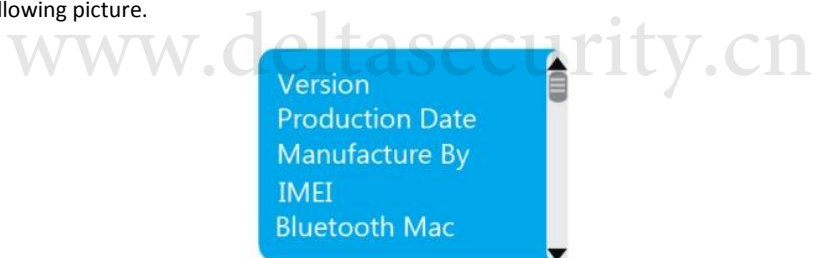 llowing picture.
www.deltasecurity.cn
Version
Production Date
Manufacture By
IMEI
Bluetooth Mac